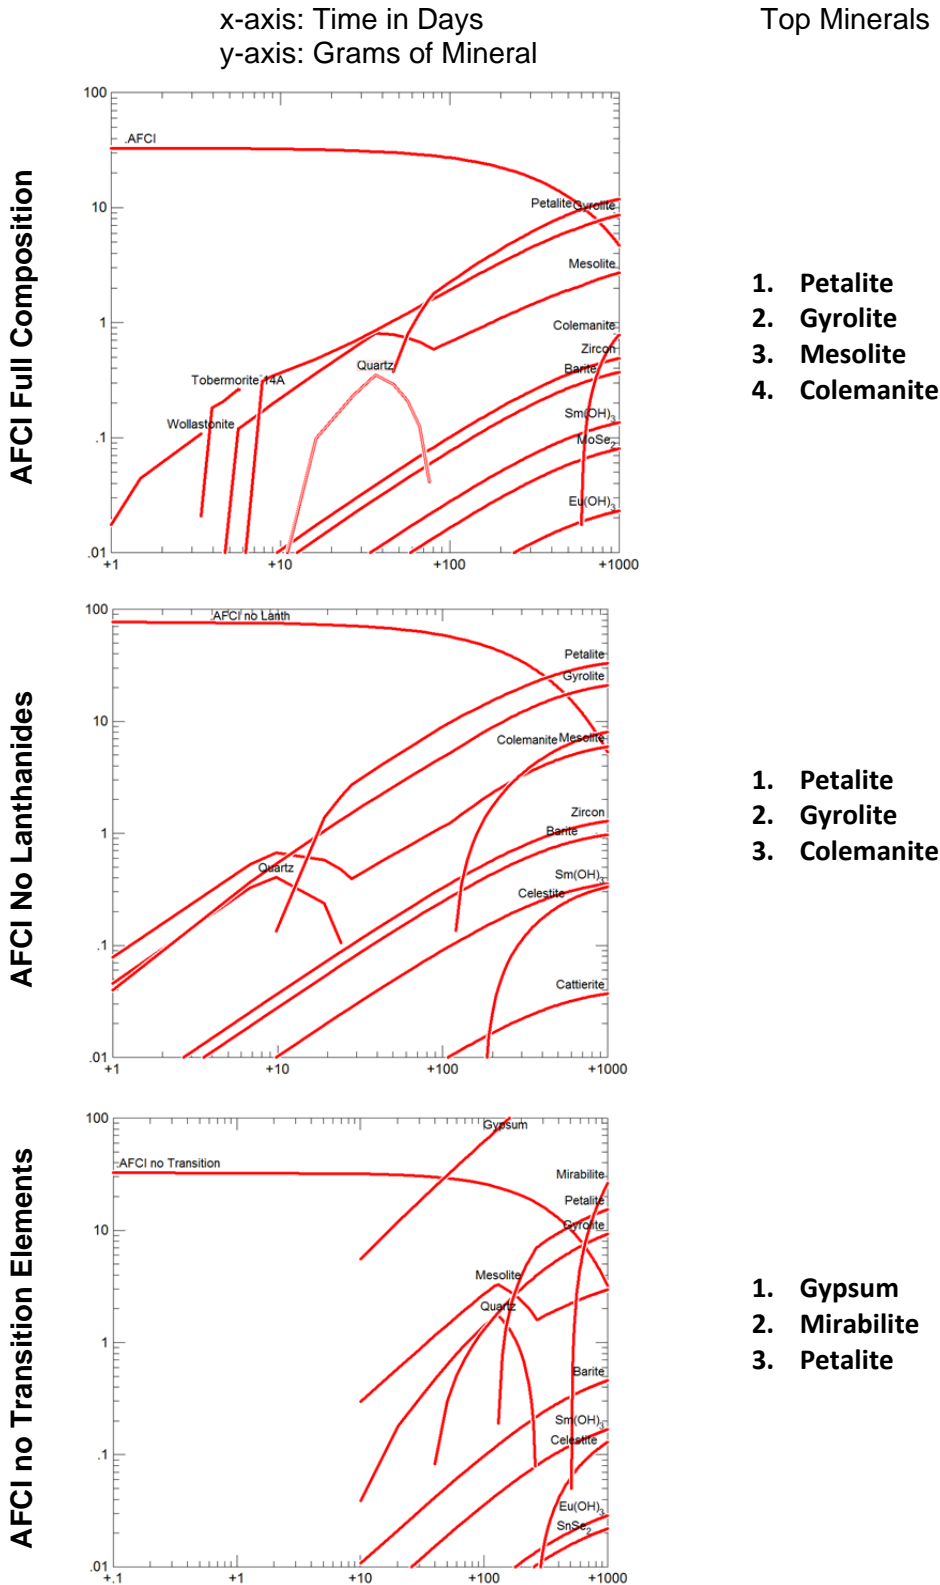 x-axis: Time in Days
y-axis: Grams of Mineral
Top Minerals
AFCI Full Composition
100
10
1
.1
.01
+1
+10
+100
+1000
.AFCI
Petalite
Gyrolite
Mesolite
Colemanite
Zircon
Barite
Quartz
Tobermorite 14A
Wollastonite
Sm(OH)3
MoSe2
Eu(OH)3
1. Petalite
2. Gyrolite
3. Mesolite
4. Colemanite
AFCI No Lanthanides
100
10
1
.1
.01
+1
+10
+100
+1000
.AFCI no Lanth
Petalite
Gyrolite
Colemanite
Mesolite
Zircon
Barite
Quartz
Sm(OH)3
Celestite
Cattierite
1. Petalite
2. Gyrolite
3. Colemanite
AFCI no Transition Elements
100
10
1
.1
.01
+.1
+1
+10
+100
+1000
Gypsum
.AFCI no Transition
Mirabilite
Petalite
Gyrolite
Mesolite
Quartz
Barite
Sm(OH)3
Celestite
Eu(OH)3
SnSe2
1. Gypsum
2. Mirabilite
3. Petalite